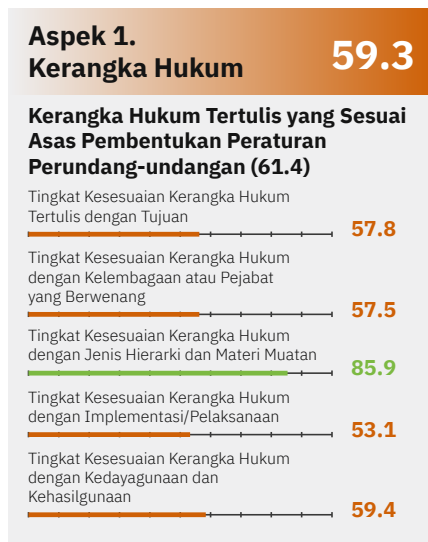 Aspek 1.
Kerangka Hukum
59.3
Kerangka Hukum Tertulis yang Sesuai
Asas Pembentukan Peraturan
Perundang-undangan (61.4)
Tingkat Kesesuaian Kerangka Hukum
Tertulis dengan Tujuan
57.8
Tingkat Kesesuaian Kerangka Hukum
dengan Kelembagaan atau Pejabat
yang Berwenang
57.5
Tingkat Kesesuaian Kerangka Hukum
dengan Jenis Hierarki dan Materi Muatan
85.9
Tingkat Kesesuaian Kerangka Hukum
dengan Implementasi/Pelaksanaan
53.1
Tingkat Kesesuaian Kerangka Hukum
dengan Kedayagunaan dan
Kehasilgunaan
59.4